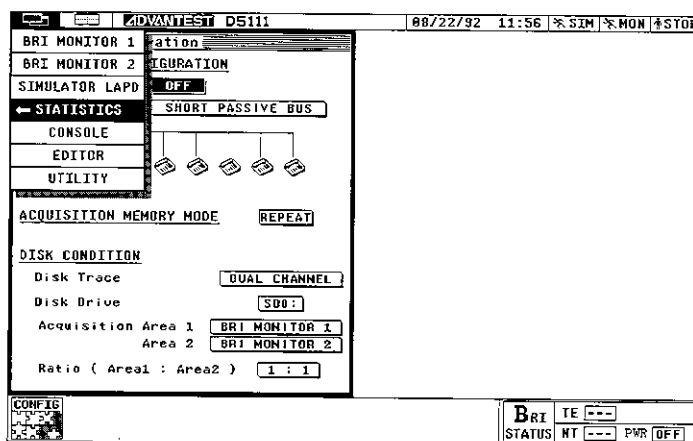 ADVANTEST D5111 08/22/92 11:56 SIM MON STOP
BRI MONITOR 1
BRI MONITOR 2
SIMULATOR LAPD
← STATISTICS
CONSOLE
EDITOR
UTILITY
ation
IGURATION
OFF
SHORT PASSIVE BUS
ACQUISITION MEMORY MODE REPEAT
DISK CONDITION
Disk Trace DUAL CHANNEL
Disk Drive SD0:
Acquisition Area 1 BRI MONITOR 1
Area 2 BRI MONITOR 2
Ratio ( Area1 : Area2 ) 1 : 1
CONFIG
BRI STATUS
TE ---
NT --- PWR OFF